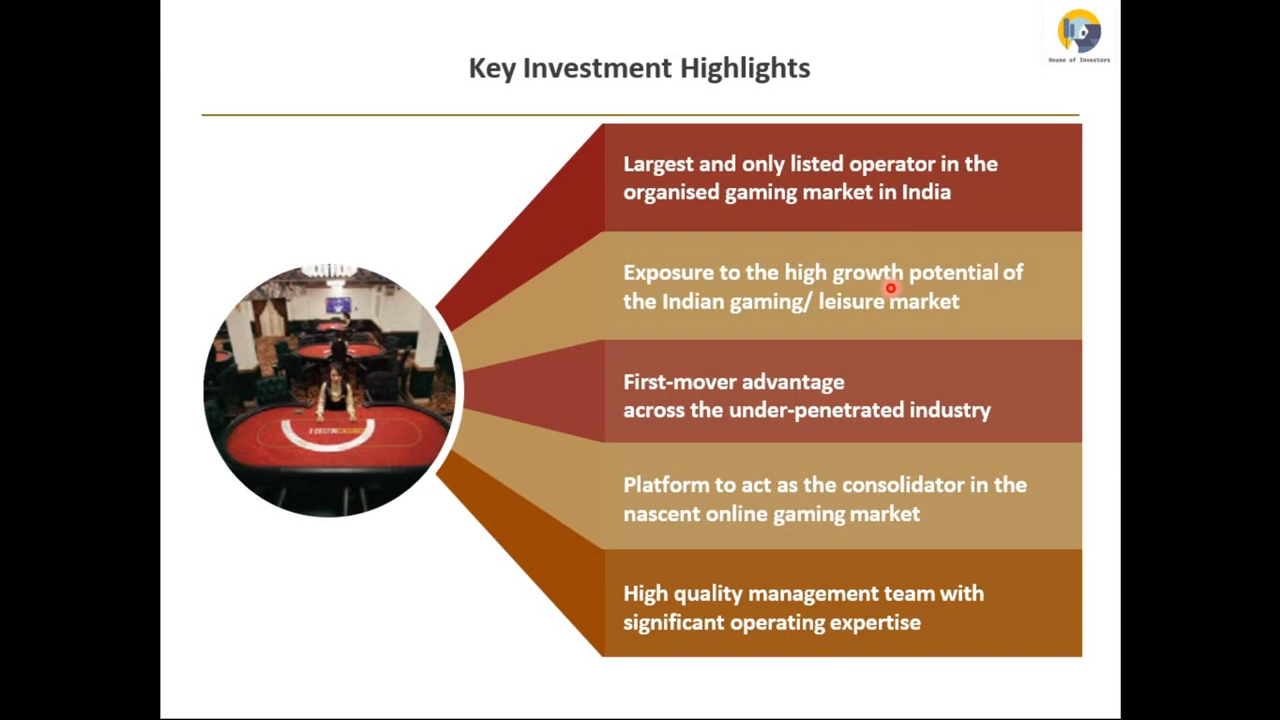 House of Investors
Key Investment Highlights
Largest and only listed operator in the
organised gaming market in India
Exposure to the high growth potential of
the Indian gaming/ leisure market
First-mover advantage
across the under-penetrated industry
Platform to act as the consolidator in the
nascent online gaming market
High quality management team with
significant operating expertise